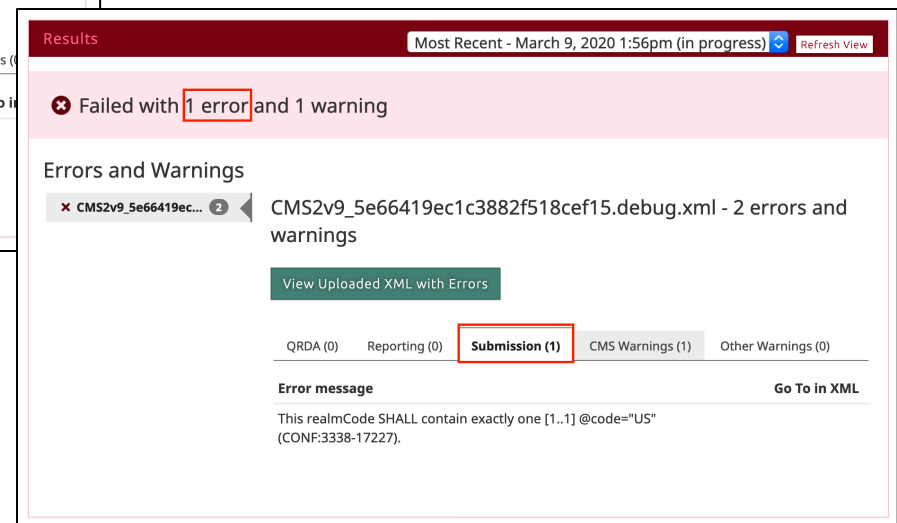 Results
Most Recent - March 9, 2020 1:56pm (in progress)
Refresh View
Failed with 1 error and 1 warning
Errors and Warnings
CMS2v9_5e66419ec... 2
CMS2v9_5e66419ec1c3882f518cef15.debug.xml - 2 errors and
warnings
View Uploaded XML with Errors
QRDA (0) Reporting (0) Submission (1) CMS Warnings (1) Other Warnings (0)
Error message Go To in XML
This realmCode SHALL contain exactly one [1..1] @code="US"
(CONF:3338-17227).